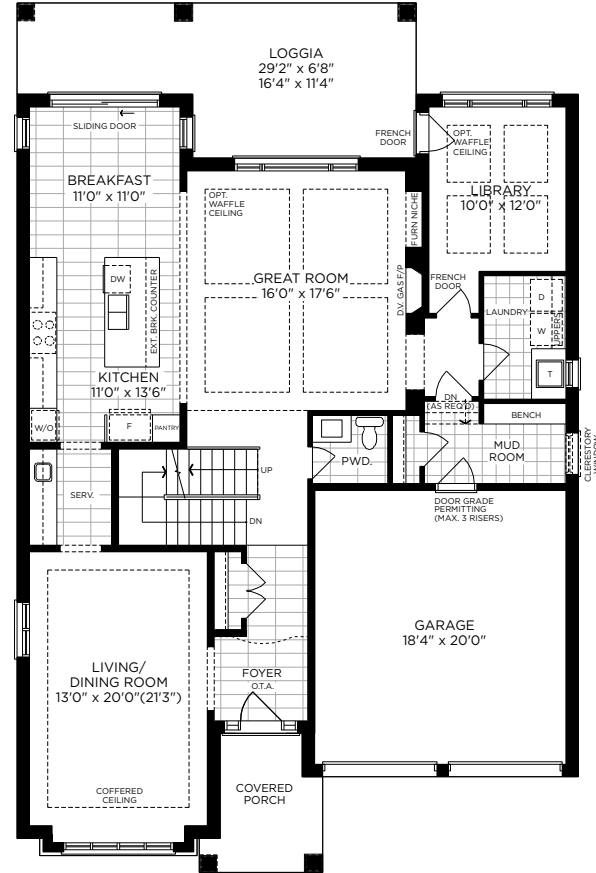 LOGGIA
29'2" x 6'8"
16'4" x 11'4"
SLIDING DOOR
FRENCH
DOOR
OPT.
WAFFLE
CEILING
BREAKFAST
11'0" x 11'0"
OPT.
WAFFLE
CEILING
FURN NICHE
LIBRARY
10'0" x 12'0"
DW
EXT. BRK. COUNTER
GREAT ROOM
16'0" x 17'6"
D.V. GAS F/P
FRENCH
DOOR
LAUNDRY
D
W
UPPERS
T
KITCHEN
11'0" x 13'6"
DN
(AS REQ'D)
BENCH
W/O
F
PANTRY
PWD.
MUD
ROOM
CLERESTORY
WINDOW
UP
SERV.
DN
DOOR GRADE
PERMITTING
(MAX. 3 RISERS)
GARAGE
18'4" x 20'0"
LIVING/
DINING ROOM
13'0" x 20'0"(21'3")
FOYER
O.T.A.
COFFERED
CEILING
COVERED
PORCH